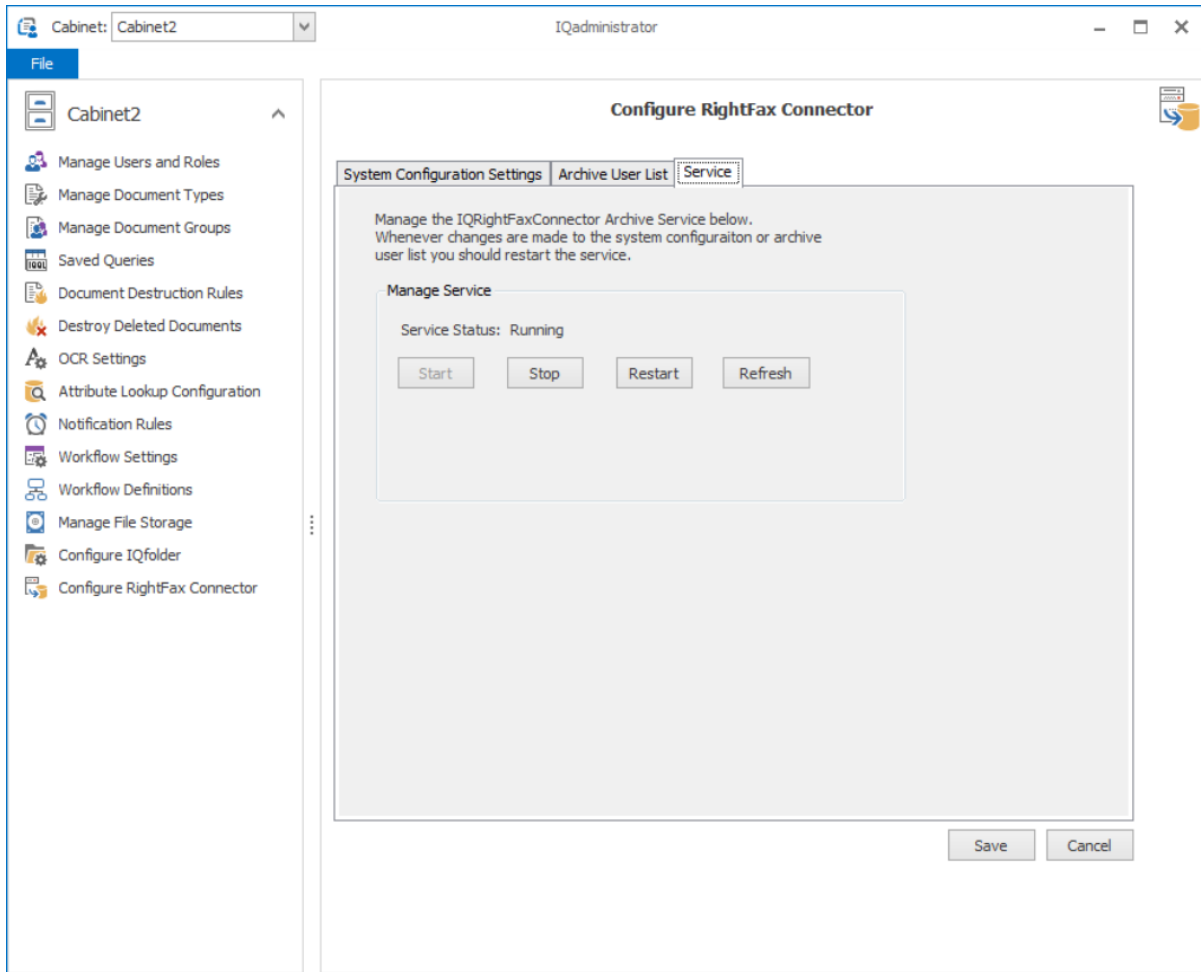 Cabinet: Cabinet2
IQadministrator
File
Cabinet2
Manage Users and Roles
Manage Document Types
Manage Document Groups
IQQL
Saved Queries
Document Destruction Rules
Destroy Deleted Documents
OCR Settings
Attribute Lookup Configuration
Notification Rules
Workflow Settings
Workflow Definitions
Manage File Storage
Configure IQfolder
Configure RightFax Connector
Configure RightFax Connector
System Configuration Settings Archive User List Service
Manage the IQRightFaxConnector Archive Service below.
Whenever changes are made to the system configuraiton or archive
user list you should restart the service.
Manage Service
Service Status: Running
Start Stop Restart Refresh
Save Cancel